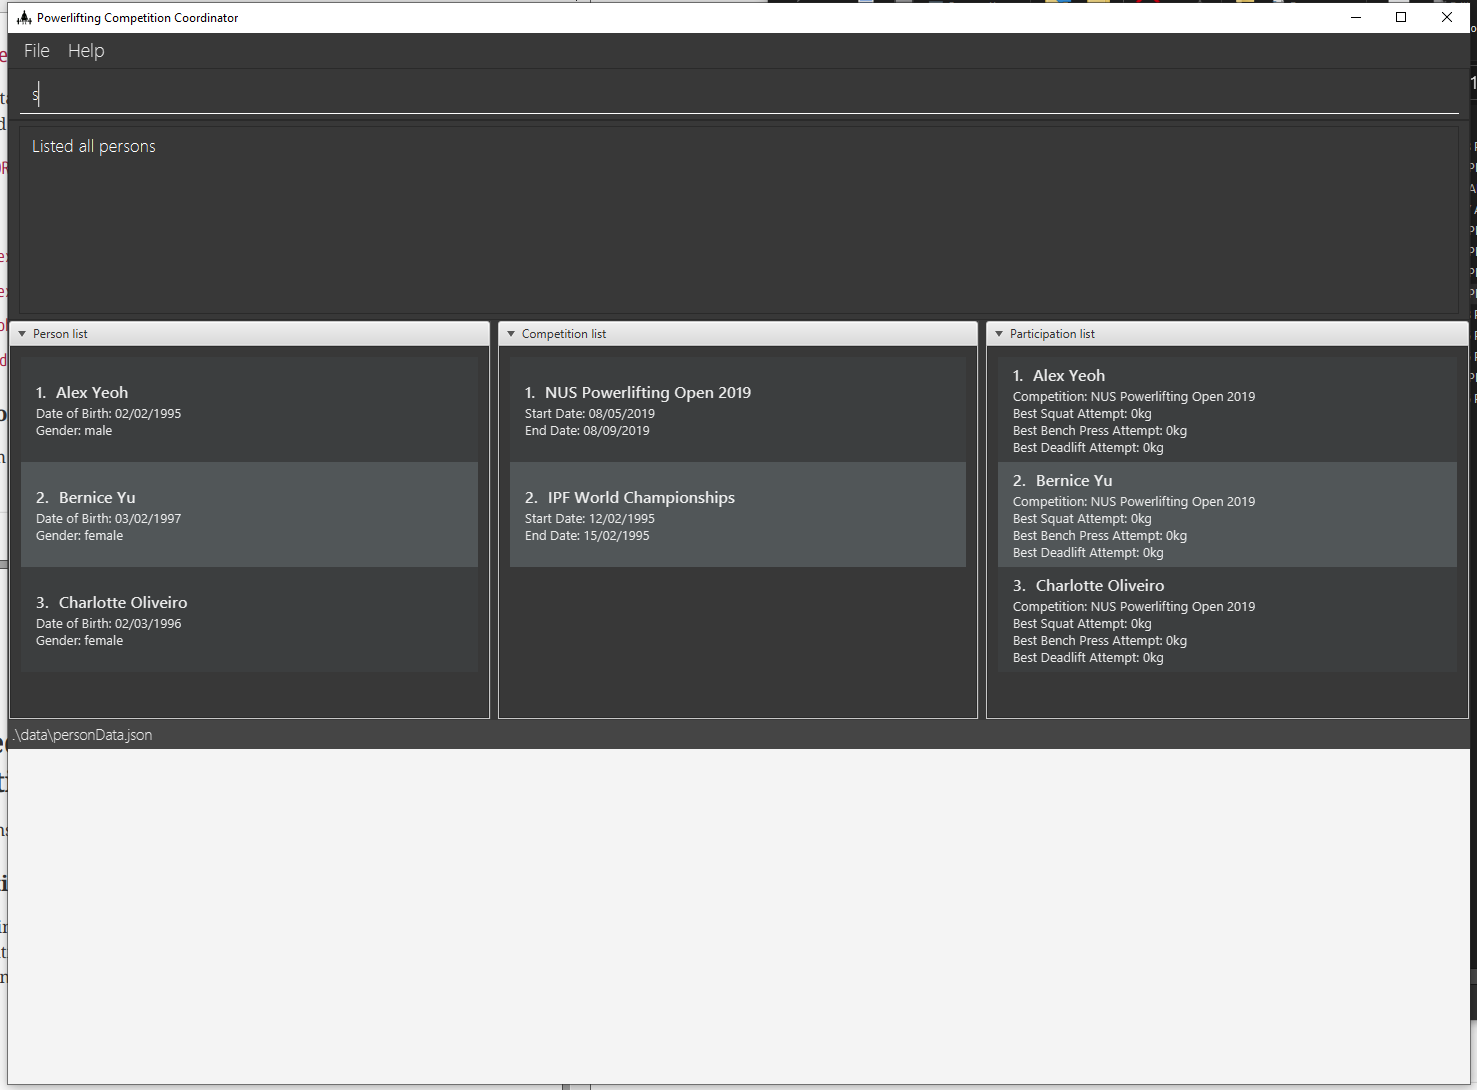 Powerlifting Competition Coordinator
File Help
s
Listed all persons
Person list
1. Alex Yeoh
Date of Birth: 02/02/1995
Gender: male
2. Bernice Yu
Date of Birth: 03/02/1997
Gender: female
3. Charlotte Oliveiro
Date of Birth: 02/03/1996
Gender: female
Competition list
1. NUS Powerlifting Open 2019
Start Date: 08/05/2019
End Date: 08/09/2019
2. IPF World Championships
Start Date: 12/02/1995
End Date: 15/02/1995
Participation list
1. Alex Yeoh
Competition: NUS Powerlifting Open 2019
Best Squat Attempt: 0kg
Best Bench Press Attempt: 0kg
Best Deadlift Attempt: 0kg
2. Bernice Yu
Competition: NUS Powerlifting Open 2019
Best Squat Attempt: 0kg
Best Bench Press Attempt: 0kg
Best Deadlift Attempt: 0kg
3. Charlotte Oliveiro
Competition: NUS Powerlifting Open 2019
Best Squat Attempt: 0kg
Best Bench Press Attempt: 0kg
Best Deadlift Attempt: 0kg
.\data\personData.json